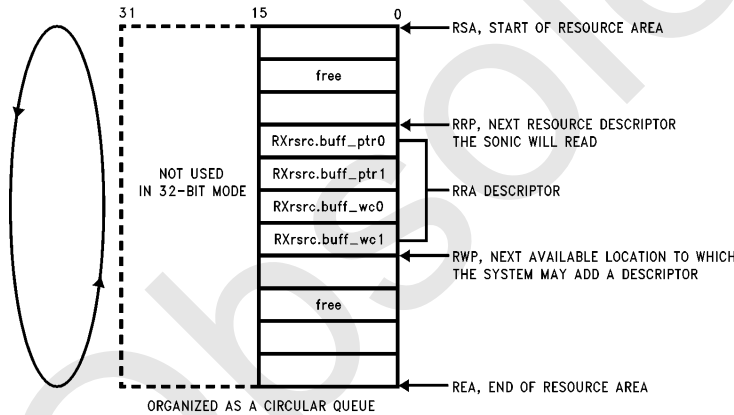 31 15 0
RSA, START OF RESOURCE AREA
free
RRP, NEXT RESOURCE DESCRIPTOR
THE SONIC WILL READ
RXrsrc.buff_ptr0
NOT USED
IN 32-BIT MODE
RXrsrc.buff_ptr1
RRA DESCRIPTOR
RXrsrc.buff_wc0
RXrsrc.buff_wc1
RWP, NEXT AVAILABLE LOCATION TO WHICH
THE SYSTEM MAY ADD A DESCRIPTOR
free
REA, END OF RESOURCE AREA
ORGANIZED AS A CIRCULAR QUEUE